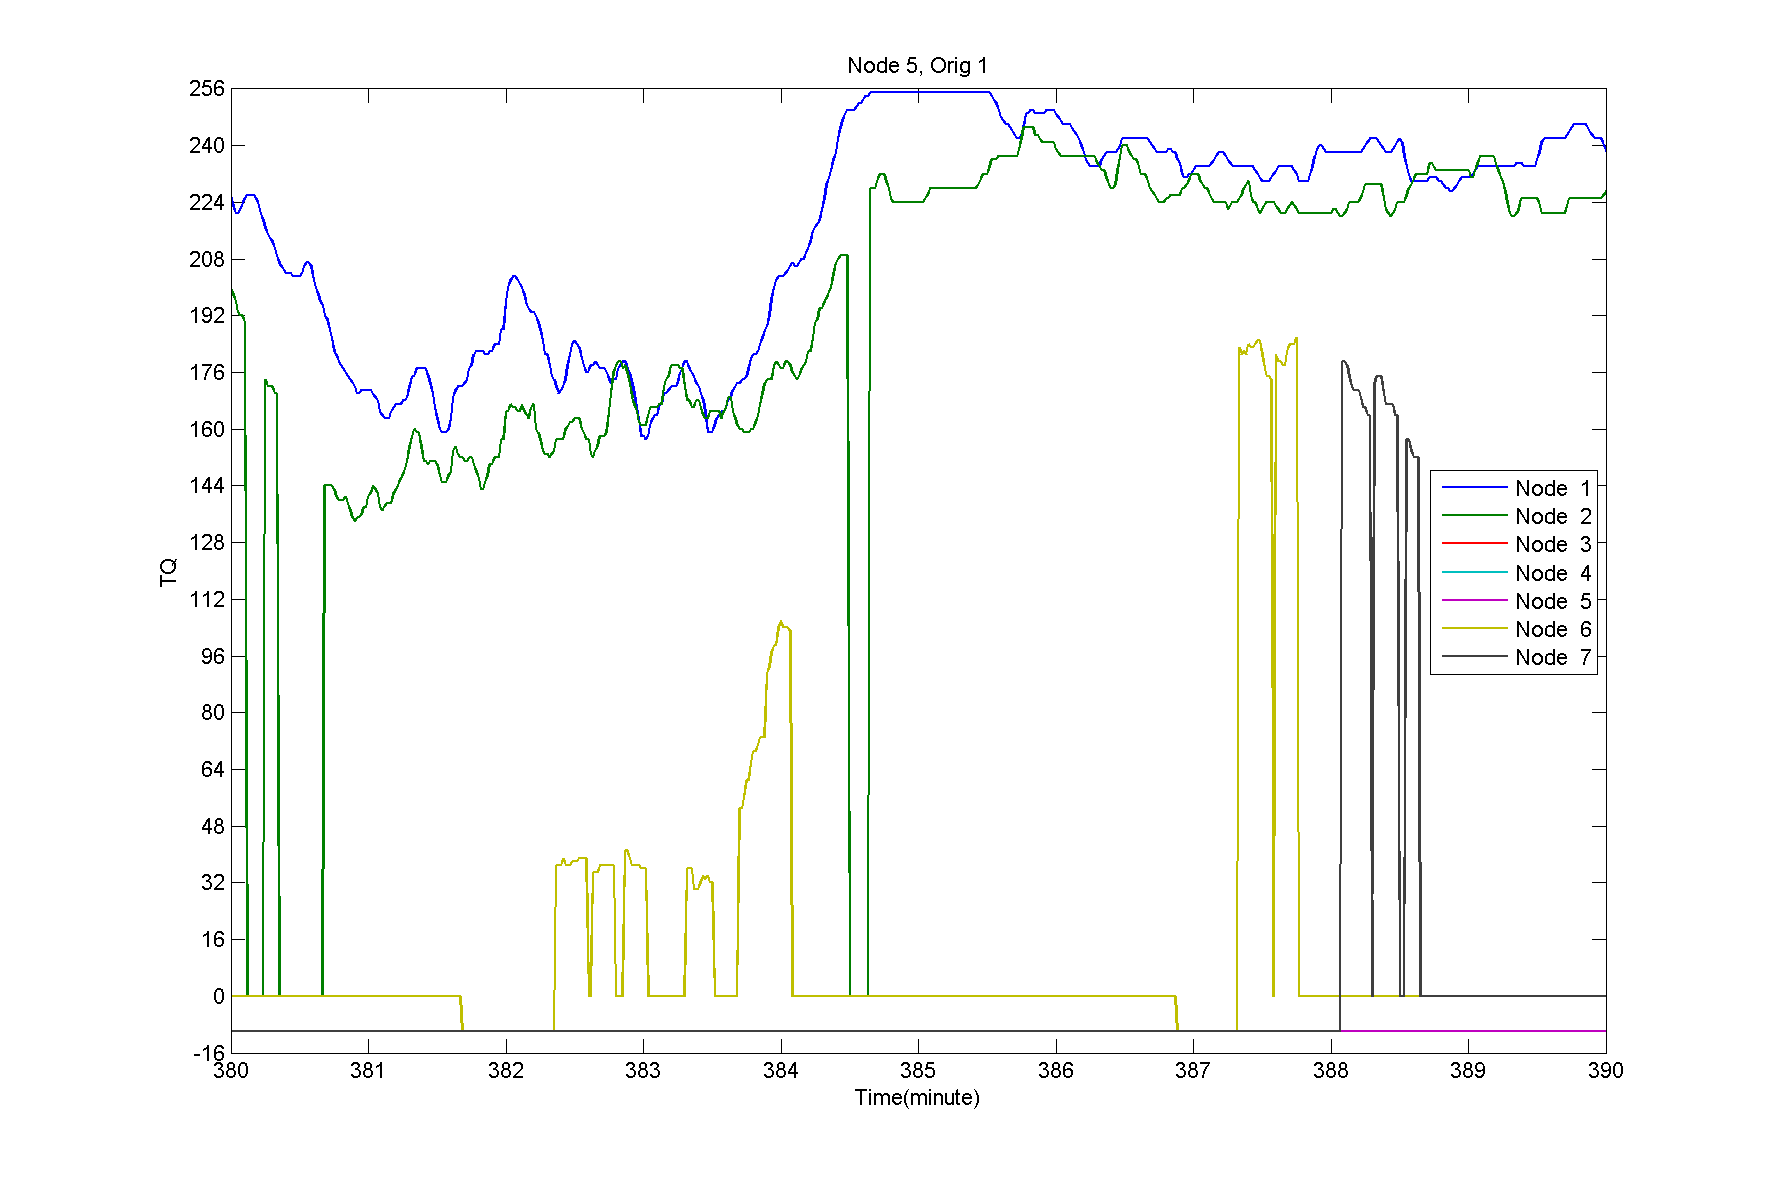 Node 5, Orig 1
256
240
224
208
192
176
160
144
128
112
96
80
64
48
32
16
0
-16
TQ
Node 1
Node 2
Node 3
Node 4
Node 5
Node 6
Node 7
380 381 382 383 384 385 386 387 388 389 390
Time(minute)